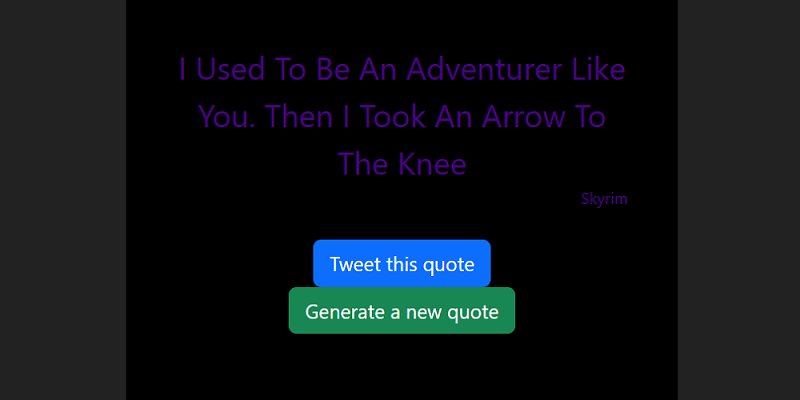 I Used To Be An Adventurer Like
You. Then I Took An Arrow To
The Knee
Skyrim
Tweet this quote
Generate a new quote